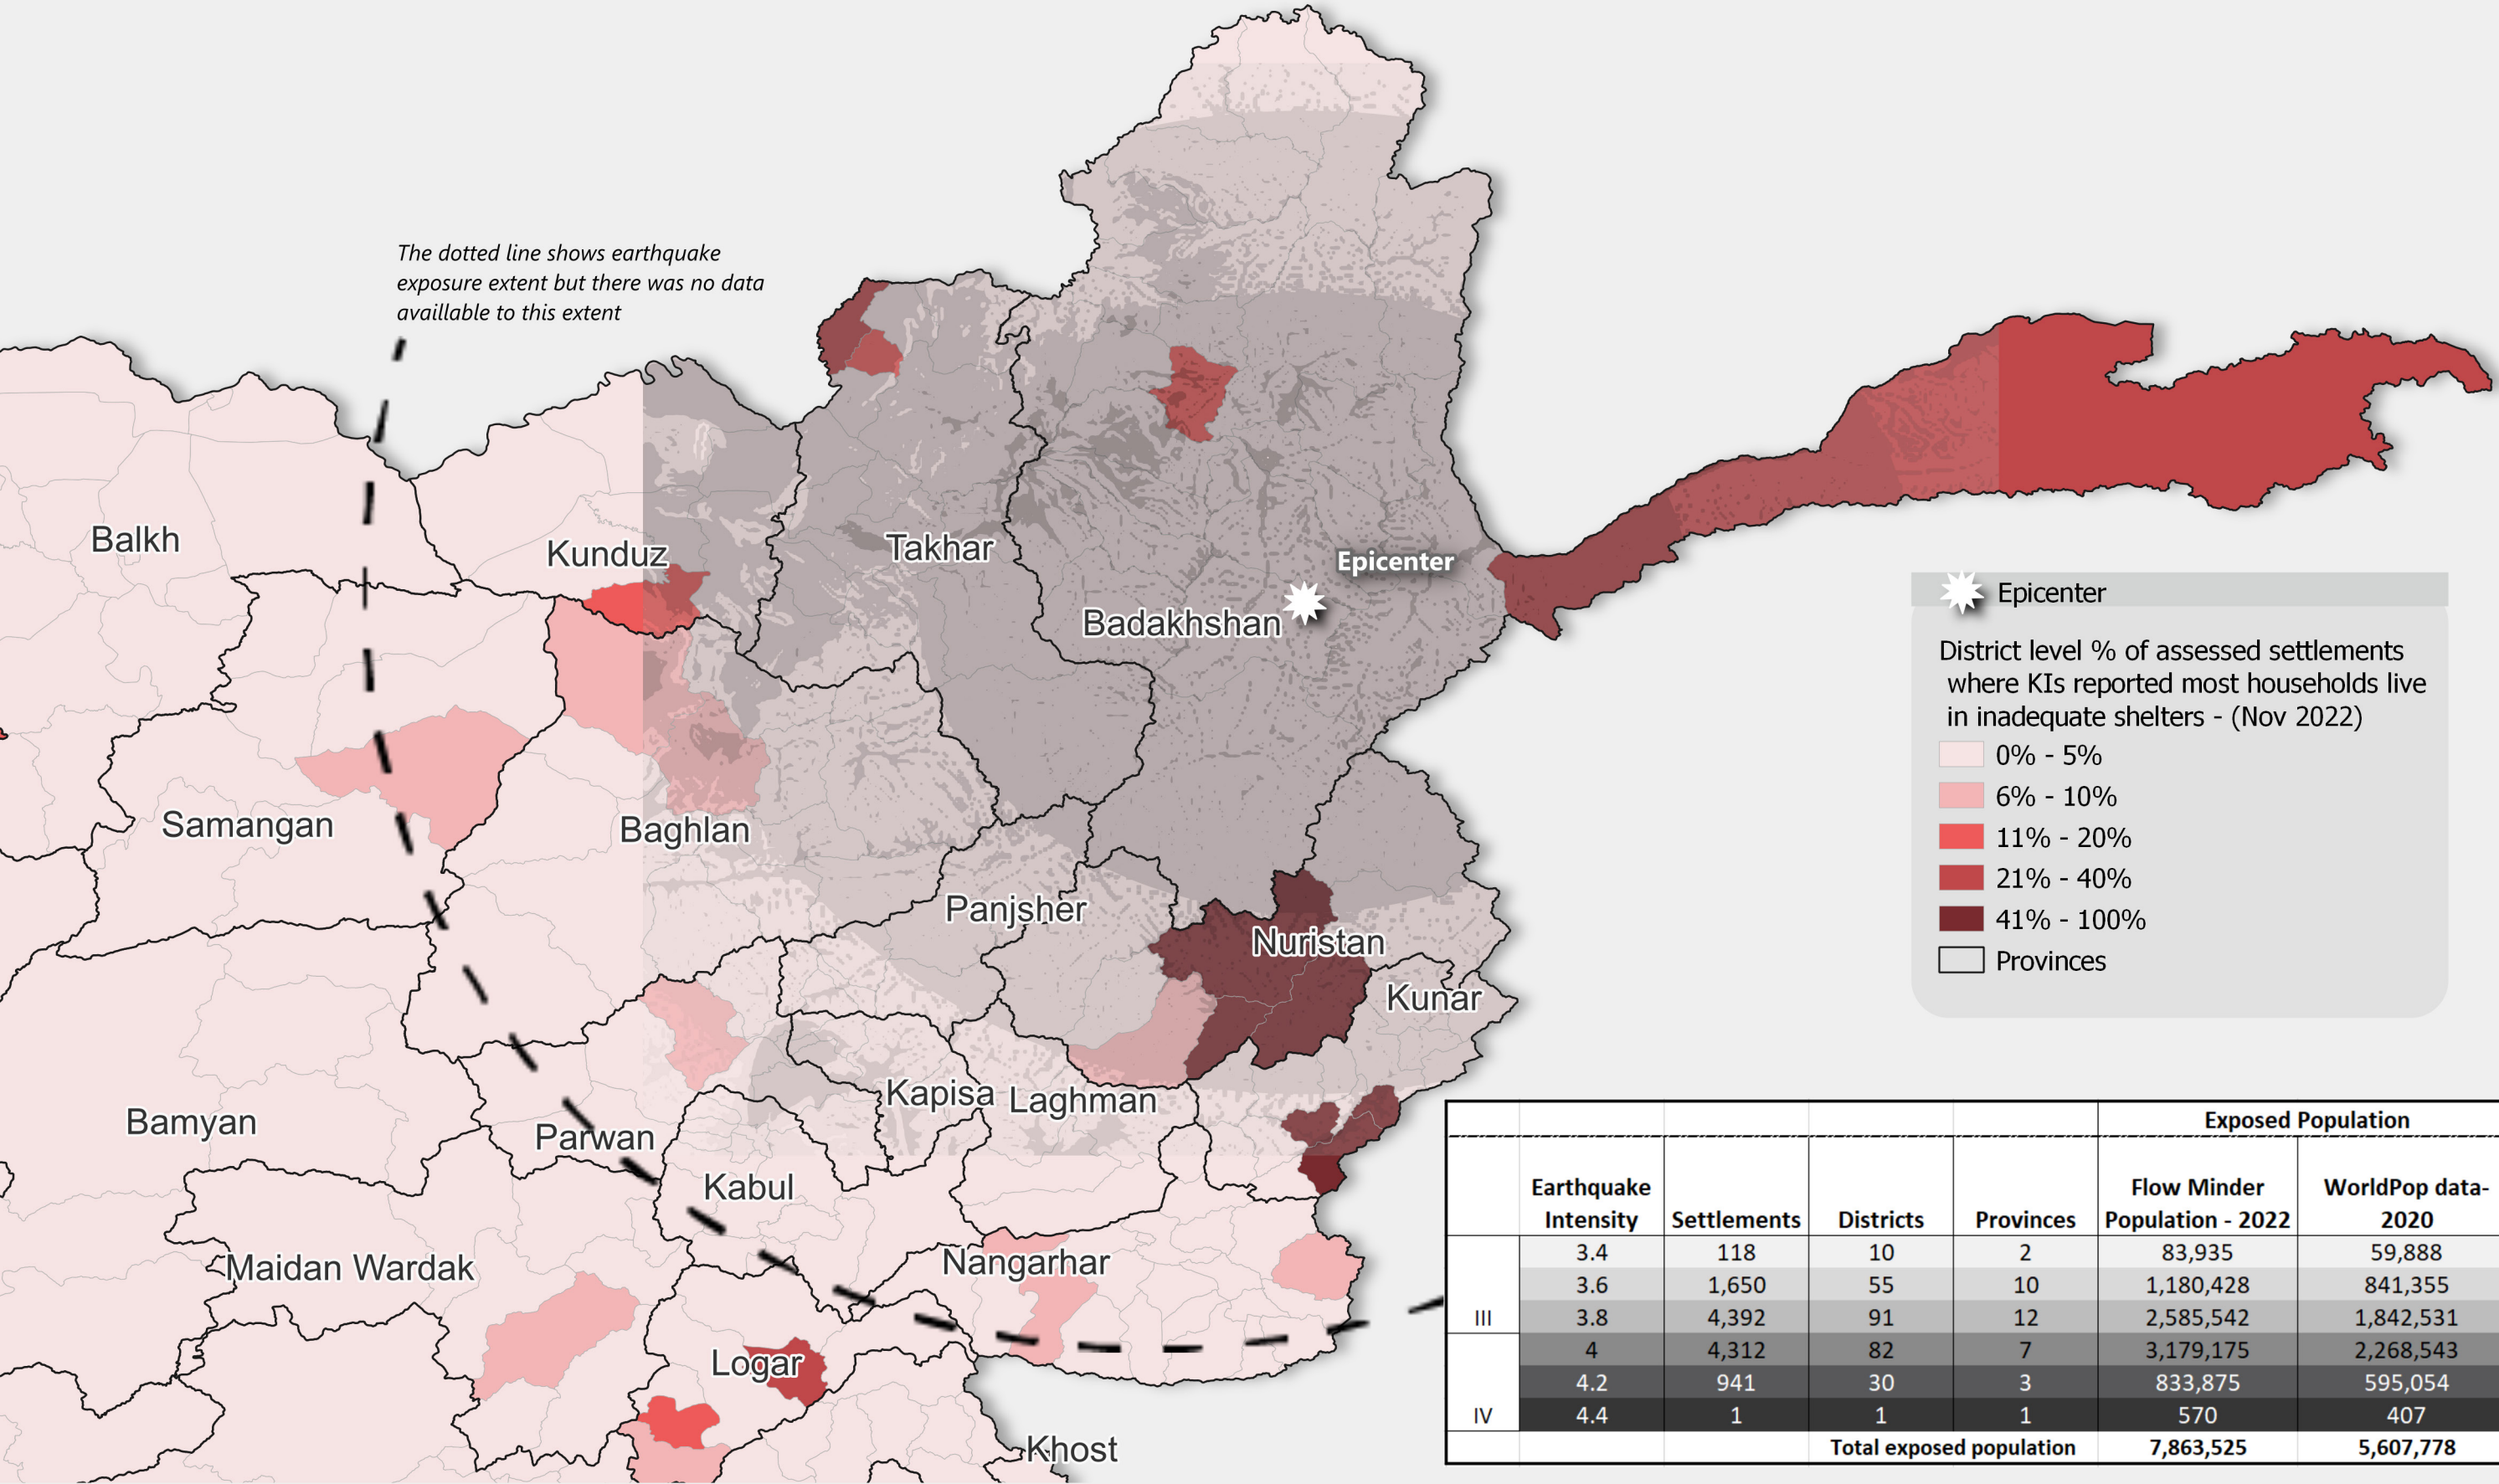 The dotted line shows earthquake
exposure extent but there was no data
availlable to this extent
Balkh
Kunduz
Takhar
Epicenter
Badakhshan
Samangan
Baghlan
Panjsher
Nuristan
Kunar
Bamyan
Parwan
Kapisa
Laghman
Kabul
Maidan Wardak
Nangarhar
Logar
Khost
Epicenter
District level % of assessed settlements
where KIs reported most households live
in inadequate shelters - (Nov 2022)
0% - 5%
6% - 10%
11% - 20%
21% - 40%
41% - 100%
Provinces
Exposed Population
Earthquake Intensity Settlements Districts Provinces Flow Minder Population - 2022 WorldPop data-2020
3.4 118 10 2 83,935 59,888
3.6 1,650 55 10 1,180,428 841,355
III 3.8 4,392 91 12 2,585,542 1,842,531
4 4,312 82 7 3,179,175 2,268,543
4.2 941 30 3 833,875 595,054
IV 4.4 1 1 1 570 407
Total exposed population 7,863,525 5,607,778